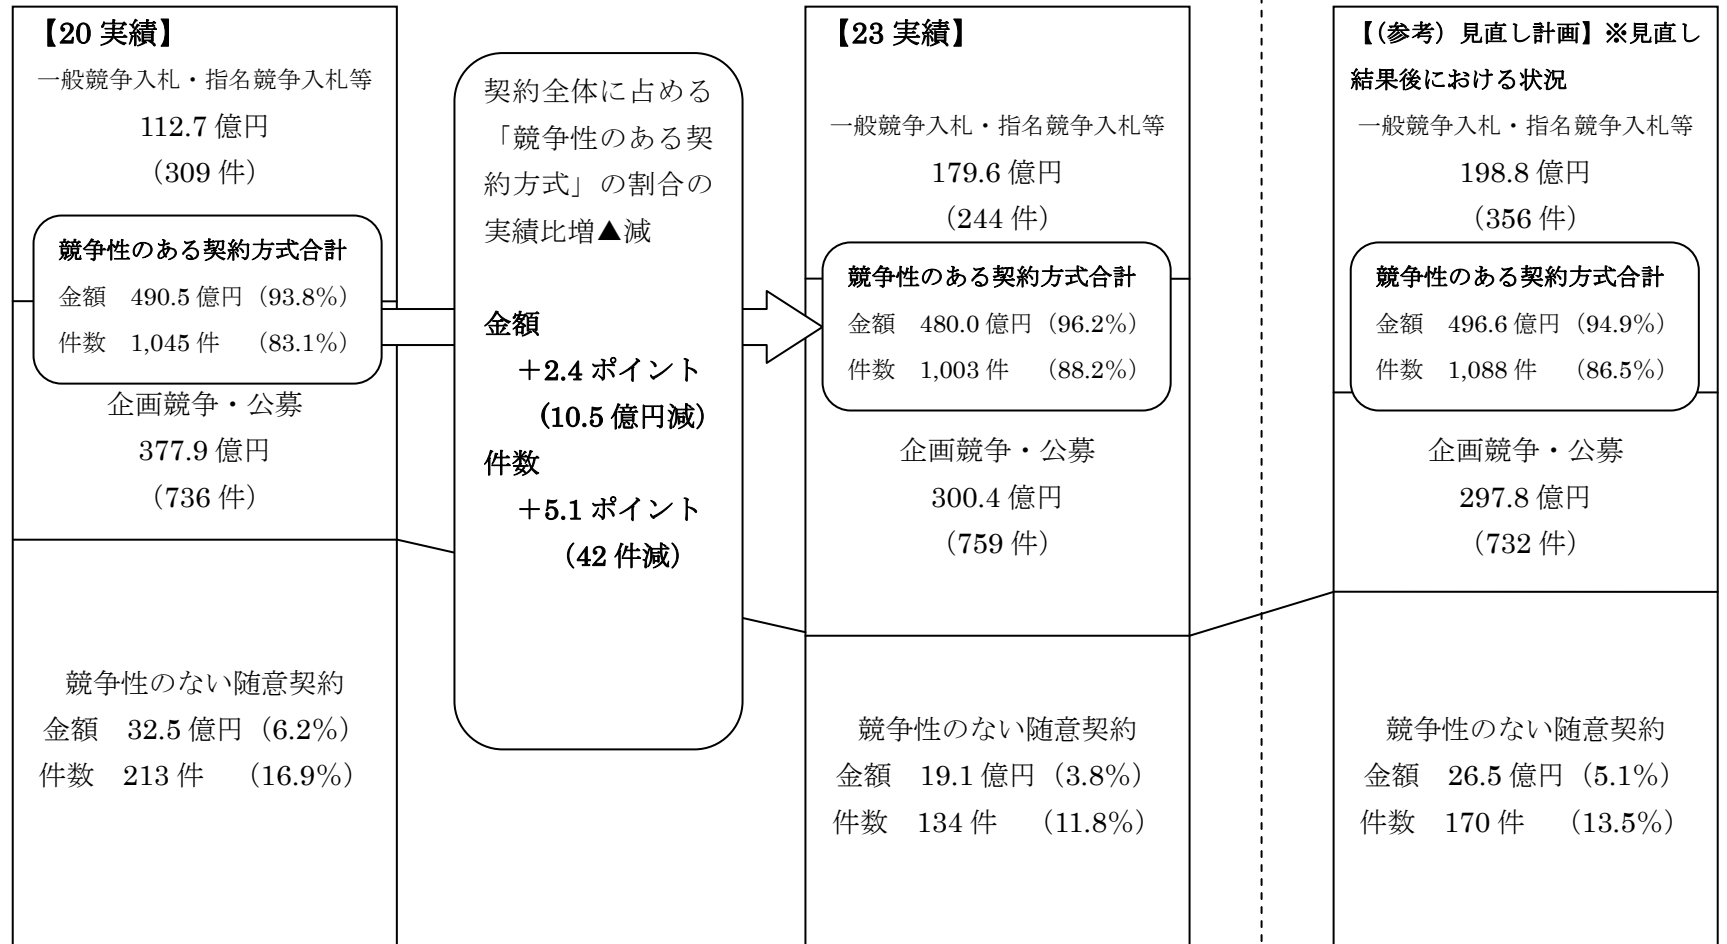 【20 実績】
一般競争入札・指名競争入札等
112.7 億円
（309 件）
競争性のある契約方式合計
金額　490.5 億円（93.8%）
件数　1,045 件　（83.1%）
企画競争・公募
377.9 億円
（736 件）
競争性のない随意契約
金額　32.5 億円（6.2%）
件数　213 件　（16.9%）
契約全体に占める
「競争性のある契
約方式」の割合の
実績比増▲減
金額
＋2.4 ポイント
（10.5 億円減）
件数
＋5.1 ポイント
（42 件減）
【23 実績】
一般競争入札・指名競争入札等
179.6 億円
（244 件）
競争性のある契約方式合計
金額　480.0 億円（96.2%）
件数　1,003 件　（88.2%）
企画競争・公募
300.4 億円
（759 件）
競争性のない随意契約
金額　19.1 億円（3.8%）
件数　134 件　（11.8%）
【（参考）見直し計画】※見直し
結果後における状況
一般競争入札・指名競争入札等
198.8 億円
（356 件）
競争性のある契約方式合計
金額　496.6 億円（94.9%）
件数　1,088 件　（86.5%）
企画競争・公募
297.8 億円
（732 件）
競争性のない随意契約
金額　26.5 億円（5.1%）
件数　170 件　（13.5%）